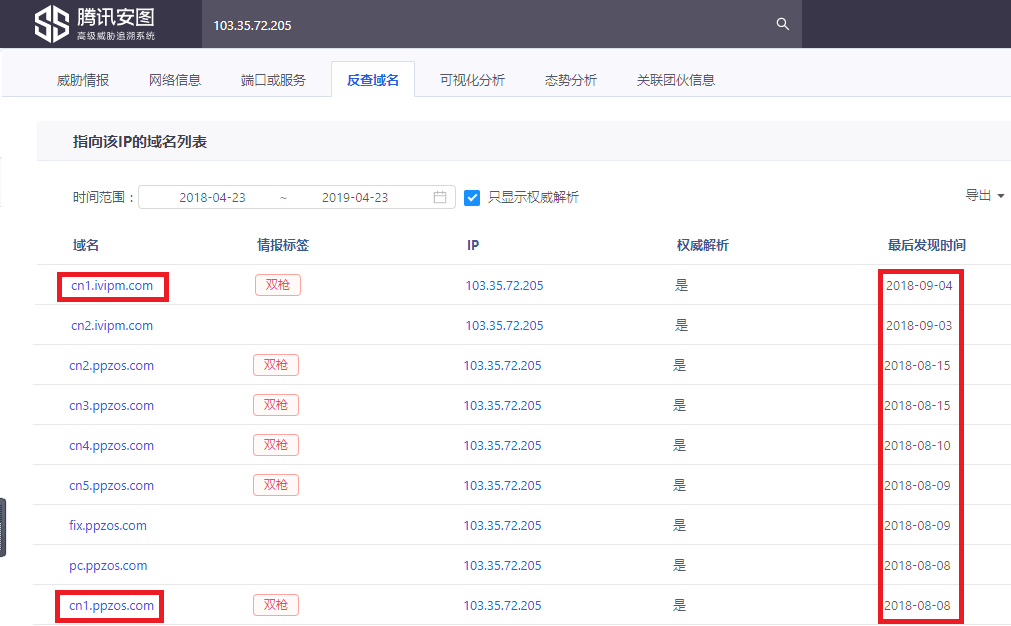 腾讯安图
高级威胁追溯系统
103.35.72.205
威胁情报 网络信息 端口或服务 反查域名 可视化分析 态势分析 关联团伙信息
指向该IP的域名列表
时间范围： 2018-04-23 ~ 2019-04-23 只显示权威解析 导出
域名 情报标签 IP 权威解析 最后发现时间
cn1.ivipm.com 双枪 103.35.72.205 是 2018-09-04
cn2.ivipm.com 103.35.72.205 是 2018-09-03
cn2.ppzos.com 双枪 103.35.72.205 是 2018-08-15
cn3.ppzos.com 双枪 103.35.72.205 是 2018-08-15
cn4.ppzos.com 双枪 103.35.72.205 是 2018-08-10
cn5.ppzos.com 双枪 103.35.72.205 是 2018-08-09
fix.ppzos.com 103.35.72.205 是 2018-08-09
pc.ppzos.com 103.35.72.205 是 2018-08-08
cn1.ppzos.com 双枪 103.35.72.205 是 2018-08-08